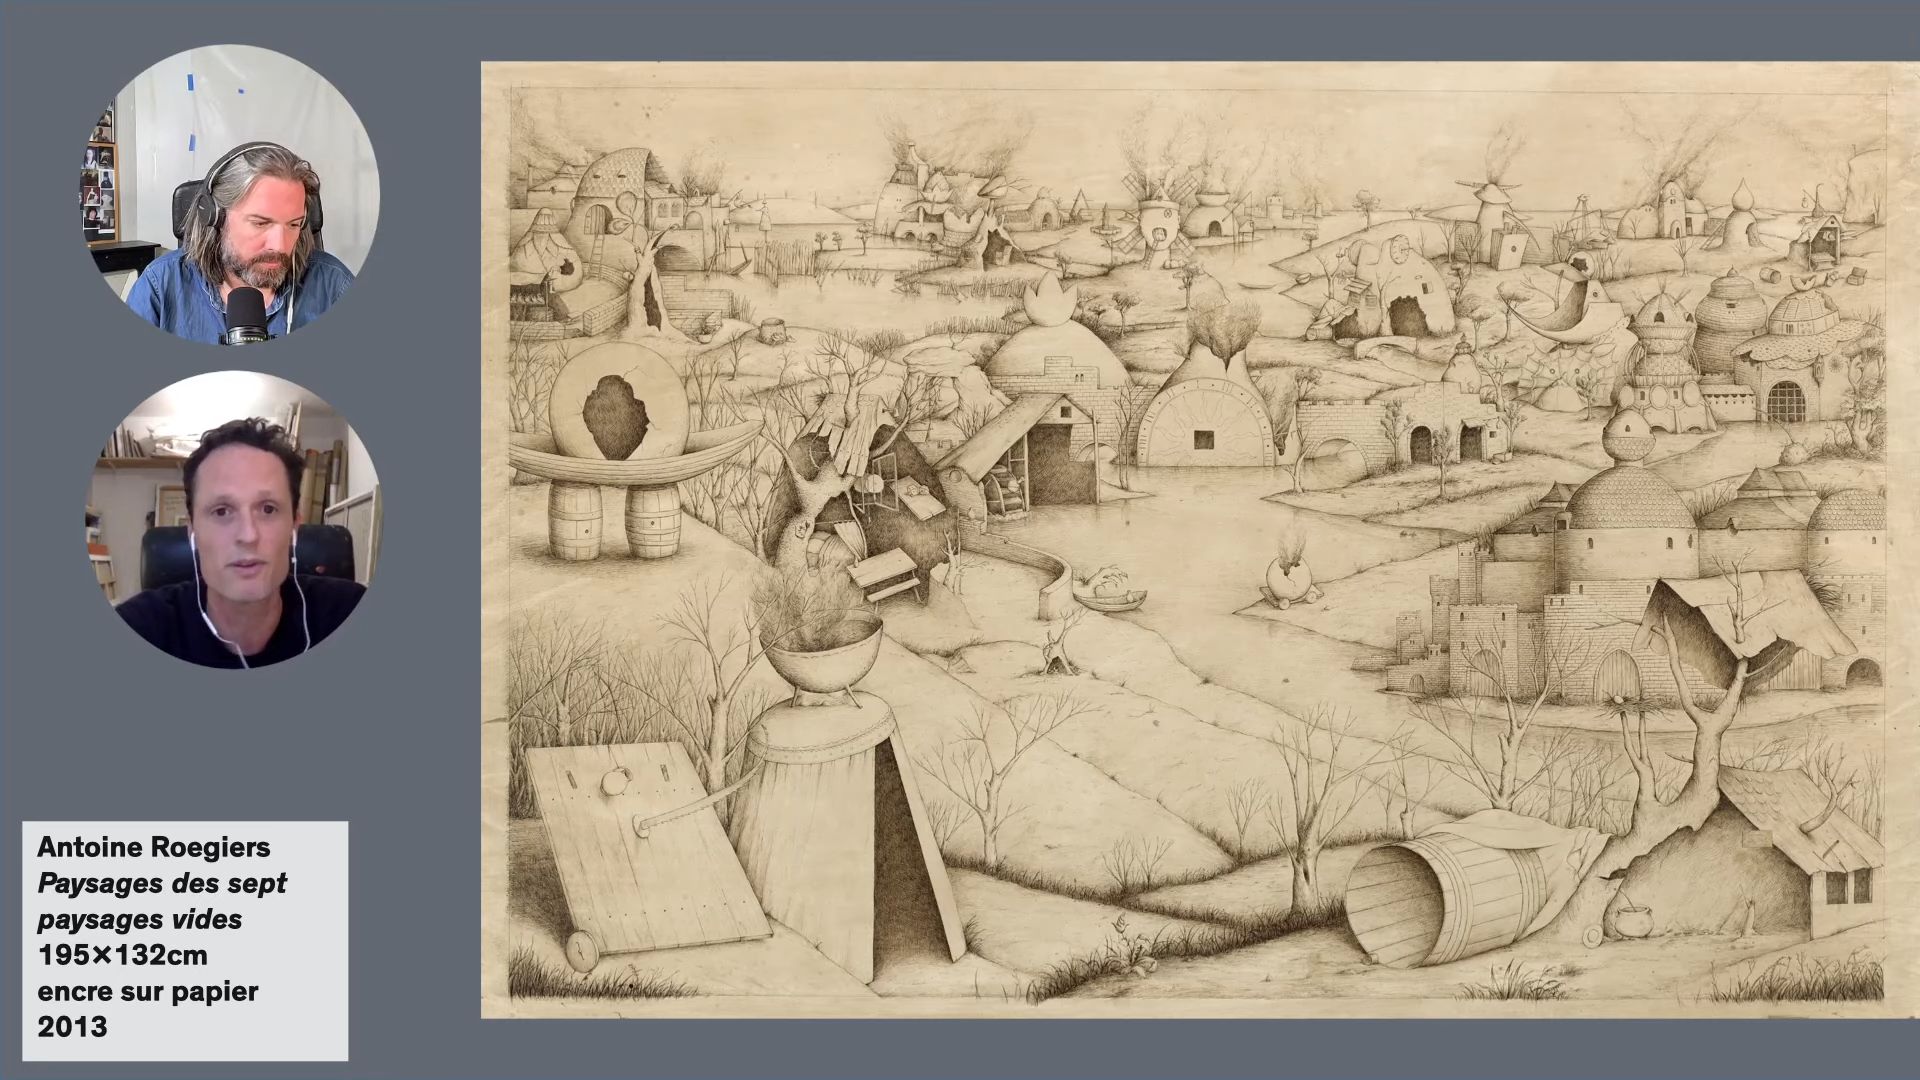 Antoine Roegiers
Paysages des sept
paysages vides
195×132cm
encre sur papier
2013